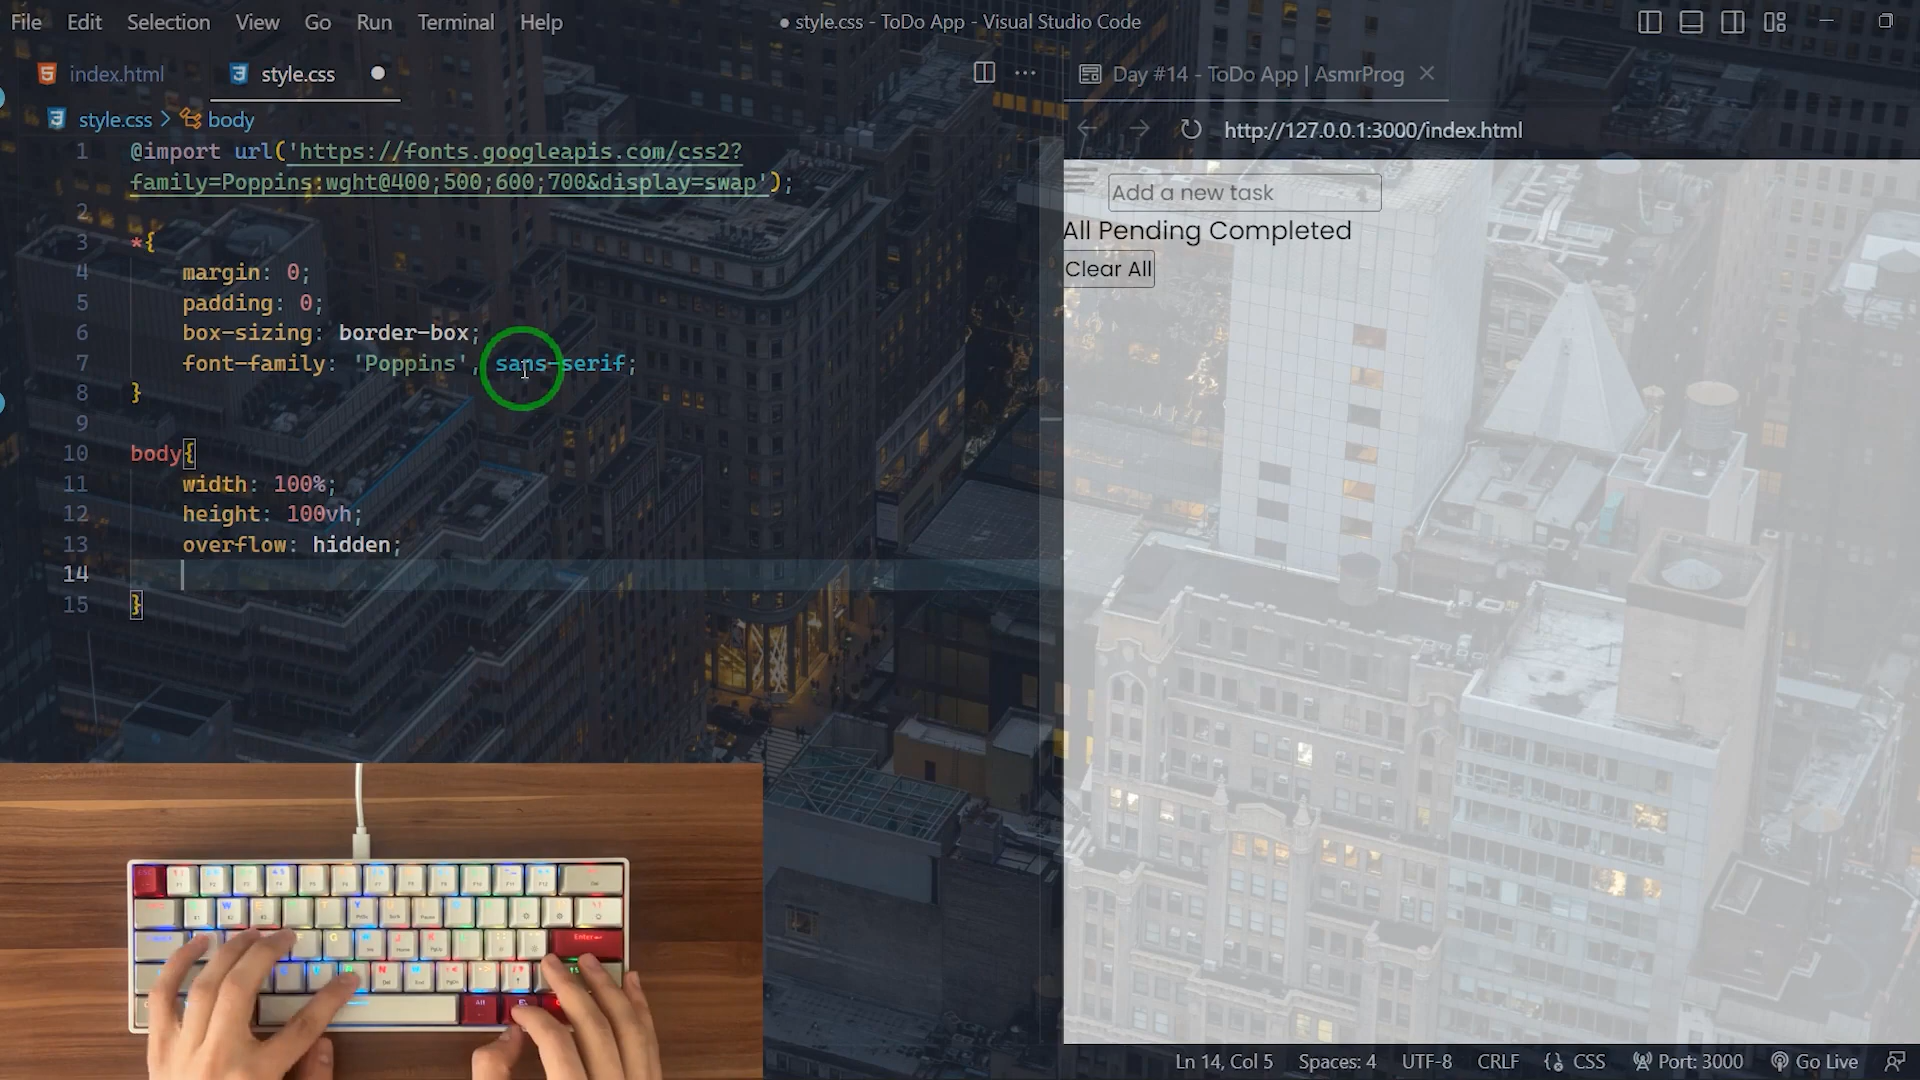 File Edit Selection View Go Run Terminal Help
● style.css - ToDo App - Visual Studio Code
index.html style.css
Day #14 - ToDo App | AsmrProg
style.css > body
http://127.0.0.1:3000/index.html
1 @import url('https://fonts.googleapis.com/css2?
family=Poppins:wght@400;500;600;700&display=swap');
2
3 *{
4 margin: 0;
5 padding: 0;
6 box-sizing: border-box;
7 font-family: 'Poppins', sans-serif;
8 }
9
10 body{
11 width: 100%;
12 height: 100vh;
13 overflow: hidden;
14
15 }
Add a new task
All Pending Completed
Clear All
Ln 14, Col 5 Spaces: 4 UTF-8 CRLF CSS Port: 3000 Go Live